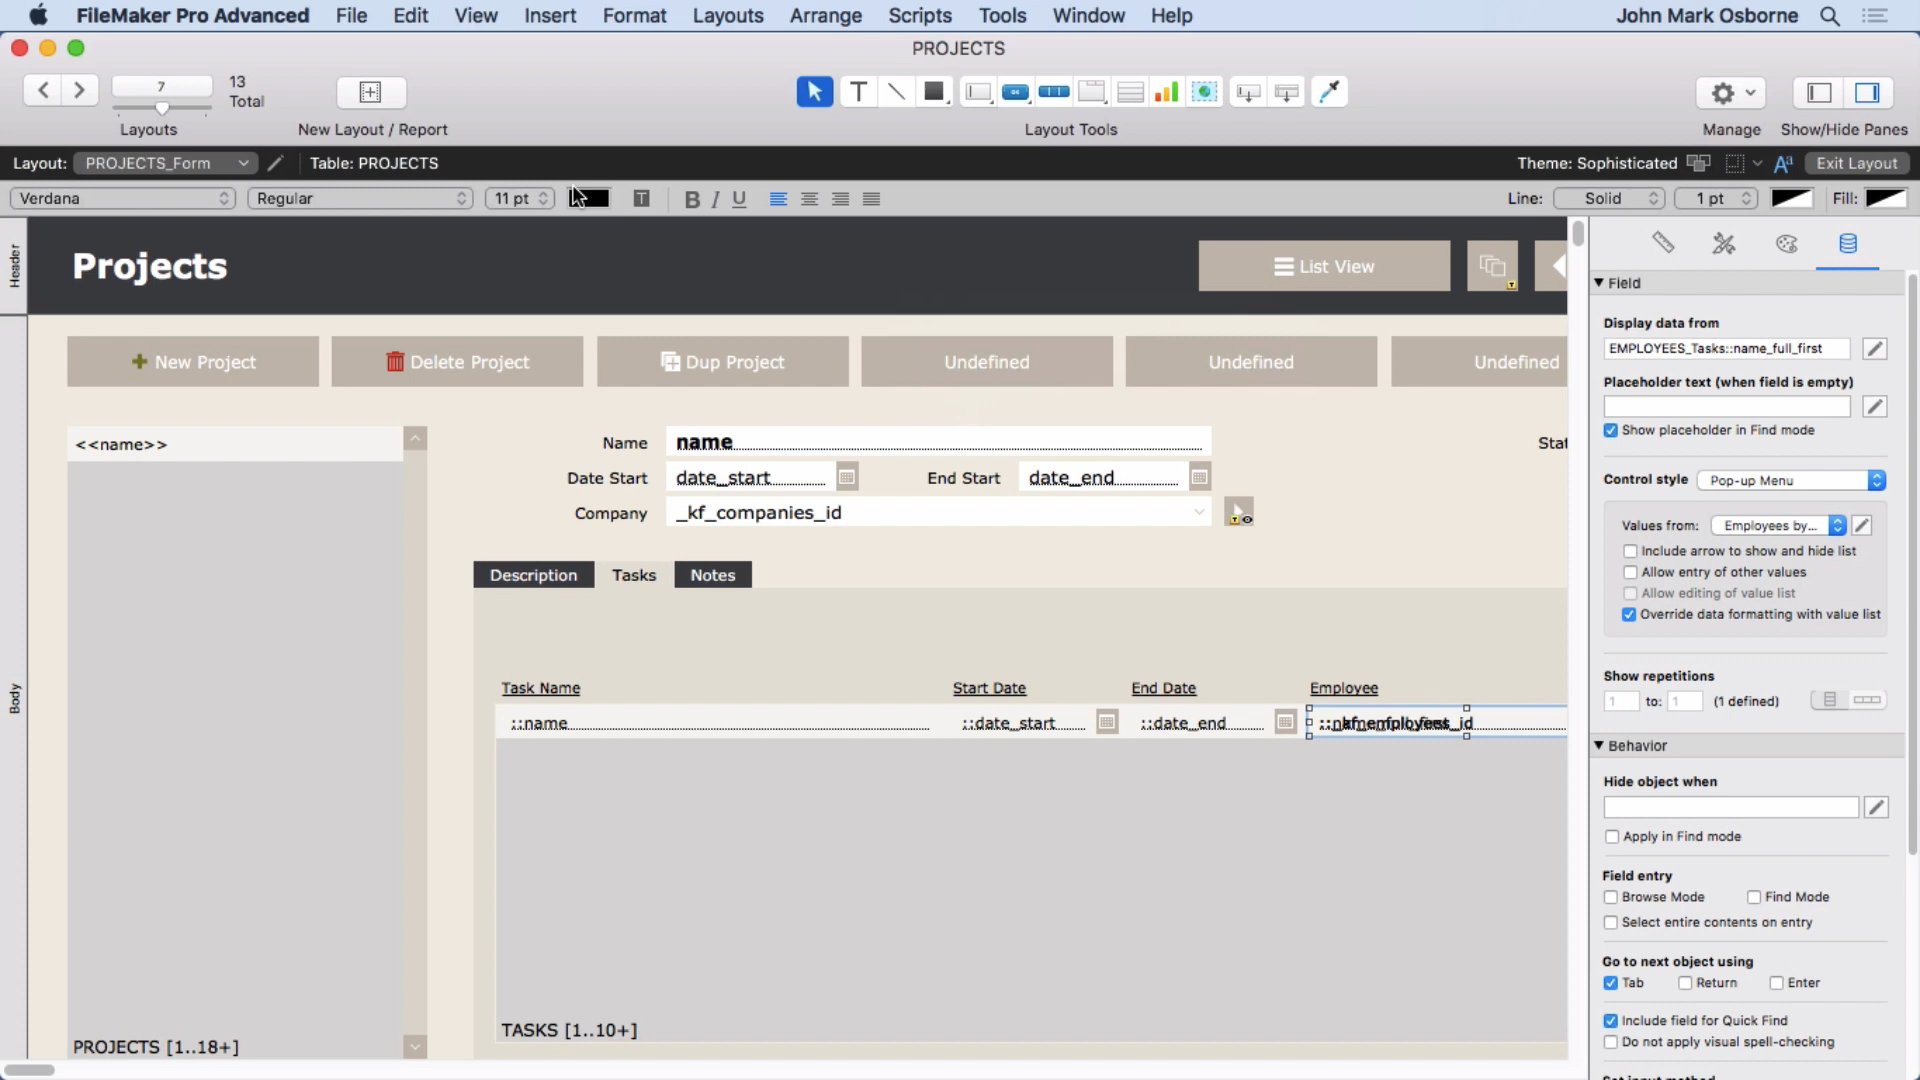 FileMaker Pro Advanced File Edit View Insert Format Layouts Arrange Scripts Tools Window Help John Mark Osborne
PROJECTS
7 13
Total
Layouts New Layout / Report Layout Tools Manage Show/Hide Panes
Layout: PROJECTS_Form Table: PROJECTS Theme: Sophisticated Aa Exit Layout
Verdana Regular 11 pt T B I U Line: Solid 1 pt Fill:
Header
Projects
List View
New Project Delete Project Dup Project Undefined Undefined Undefined
<<name>>
Name name Stat
Date Start date_start End Start date_end
Company _kf_companies_id
Description Tasks Notes
Task Name Start Date End Date Employee
::name ::date_start ::date_end
Body
TASKS [1..10+]
PROJECTS [1..18+]
Field
Display data from
EMPLOYEES_Tasks::name_full_first
Placeholder text (when field is empty)
Show placeholder in Find mode
Control style Pop-up Menu
Values from: Employees by...
Include arrow to show and hide list
Allow entry of other values
Allow editing of value list
Override data formatting with value list
Show repetitions
1 to: 1 (1 defined)
Behavior
Hide object when
Apply in Find mode
Field entry
Browse Mode Find Mode
Select entire contents on entry
Go to next object using
Tab Return Enter
Include field for Quick Find
Do not apply visual spell-checking